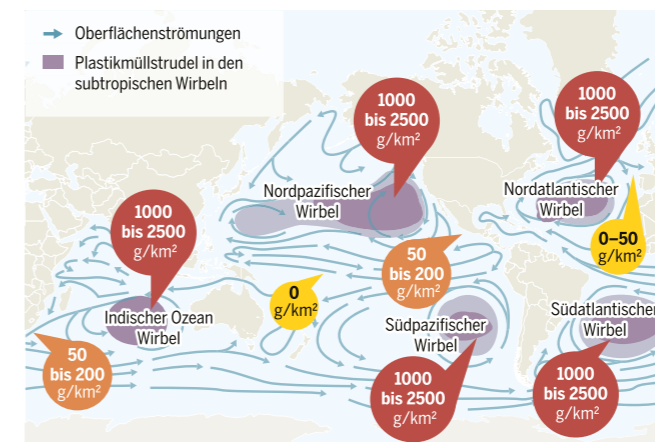 Oberflächenströmungen
Plastikmüllstrudel in den
subtropischen Wirbeln
1000
bis 2500
g/km²
1000
bis 2500
g/km²
Nordpazifischer
Wirbel
Nordatlantischer
Wirbel
1000
bis 2500
g/km²
0–50
g/km²
50
bis 200
g/km²
0
g/km²
Indischer Ozean
Wirbel
Südpazifischer
Wirbel
Südatlantischer
Wirbel
50
bis 200
g/km²
1000
bis 2500
g/km²
1000
bis 2500
g/km²